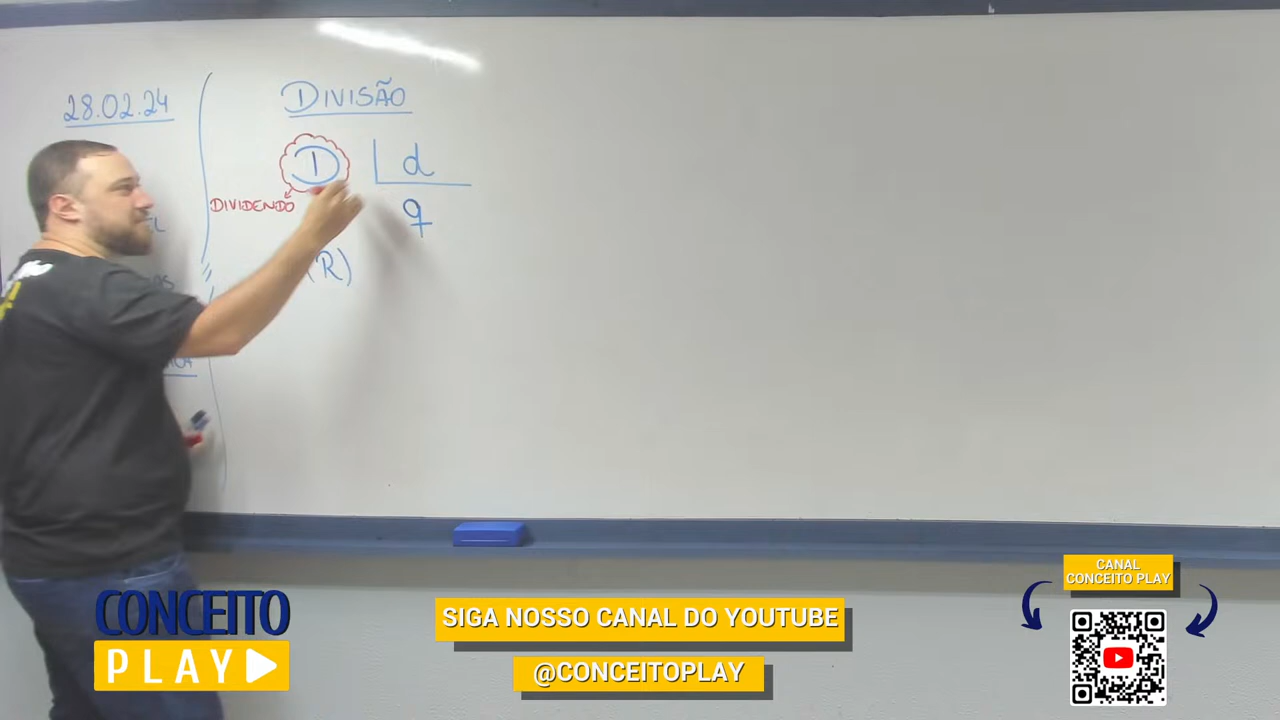 28.02.24
DIVISÃO
D d
DIVIDENDO
q
(R)
CONCEITO
PLAY
SIGA NOSSO CANAL DO YOUTUBE
@CONCEITOPLAY
CANAL
CONCEITO PLAY